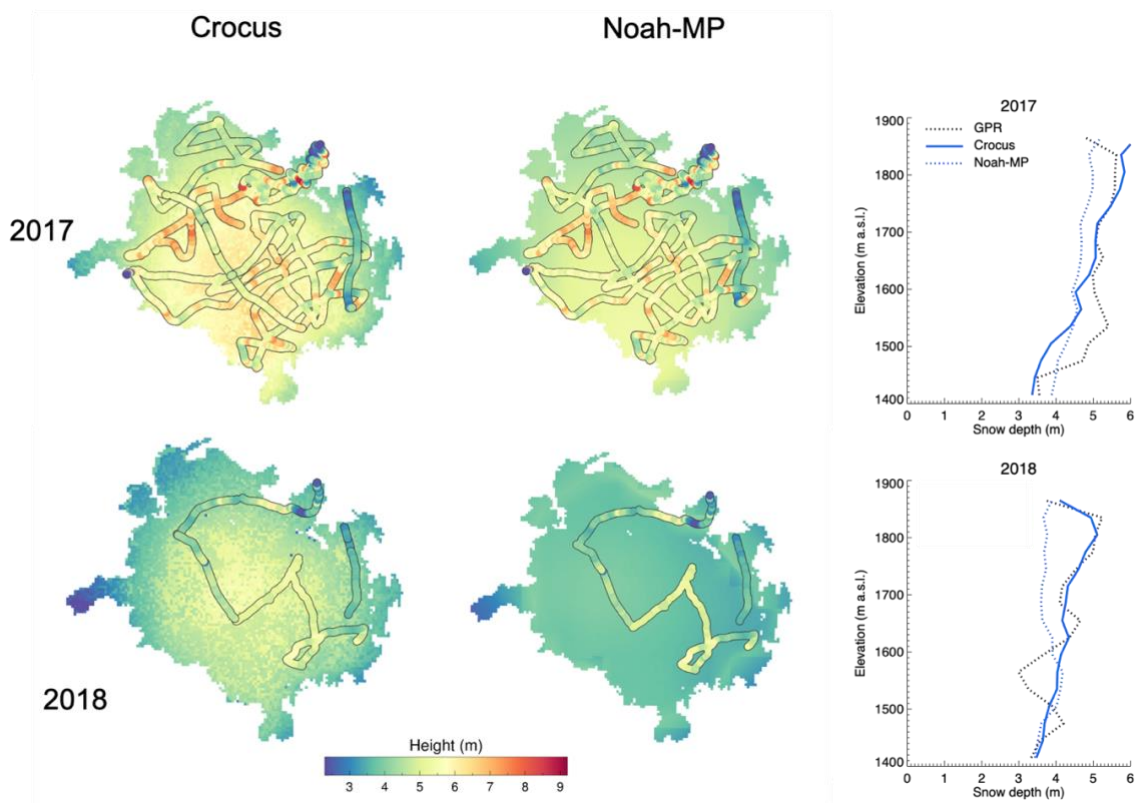 Crocus
Noah-MP
2017
2018
Height (m)
3 4 5 6 7 8 9
2017
GPR
Crocus
Noah-MP
Elevation (m a.s.l.)
1900
1800
1700
1600
1500
1400
0 1 2 3 4 5 6
Snow depth (m)
2018
Elevation (m a.s.l.)
1900
1800
1700
1600
1500
1400
0 1 2 3 4 5 6
Snow depth (m)